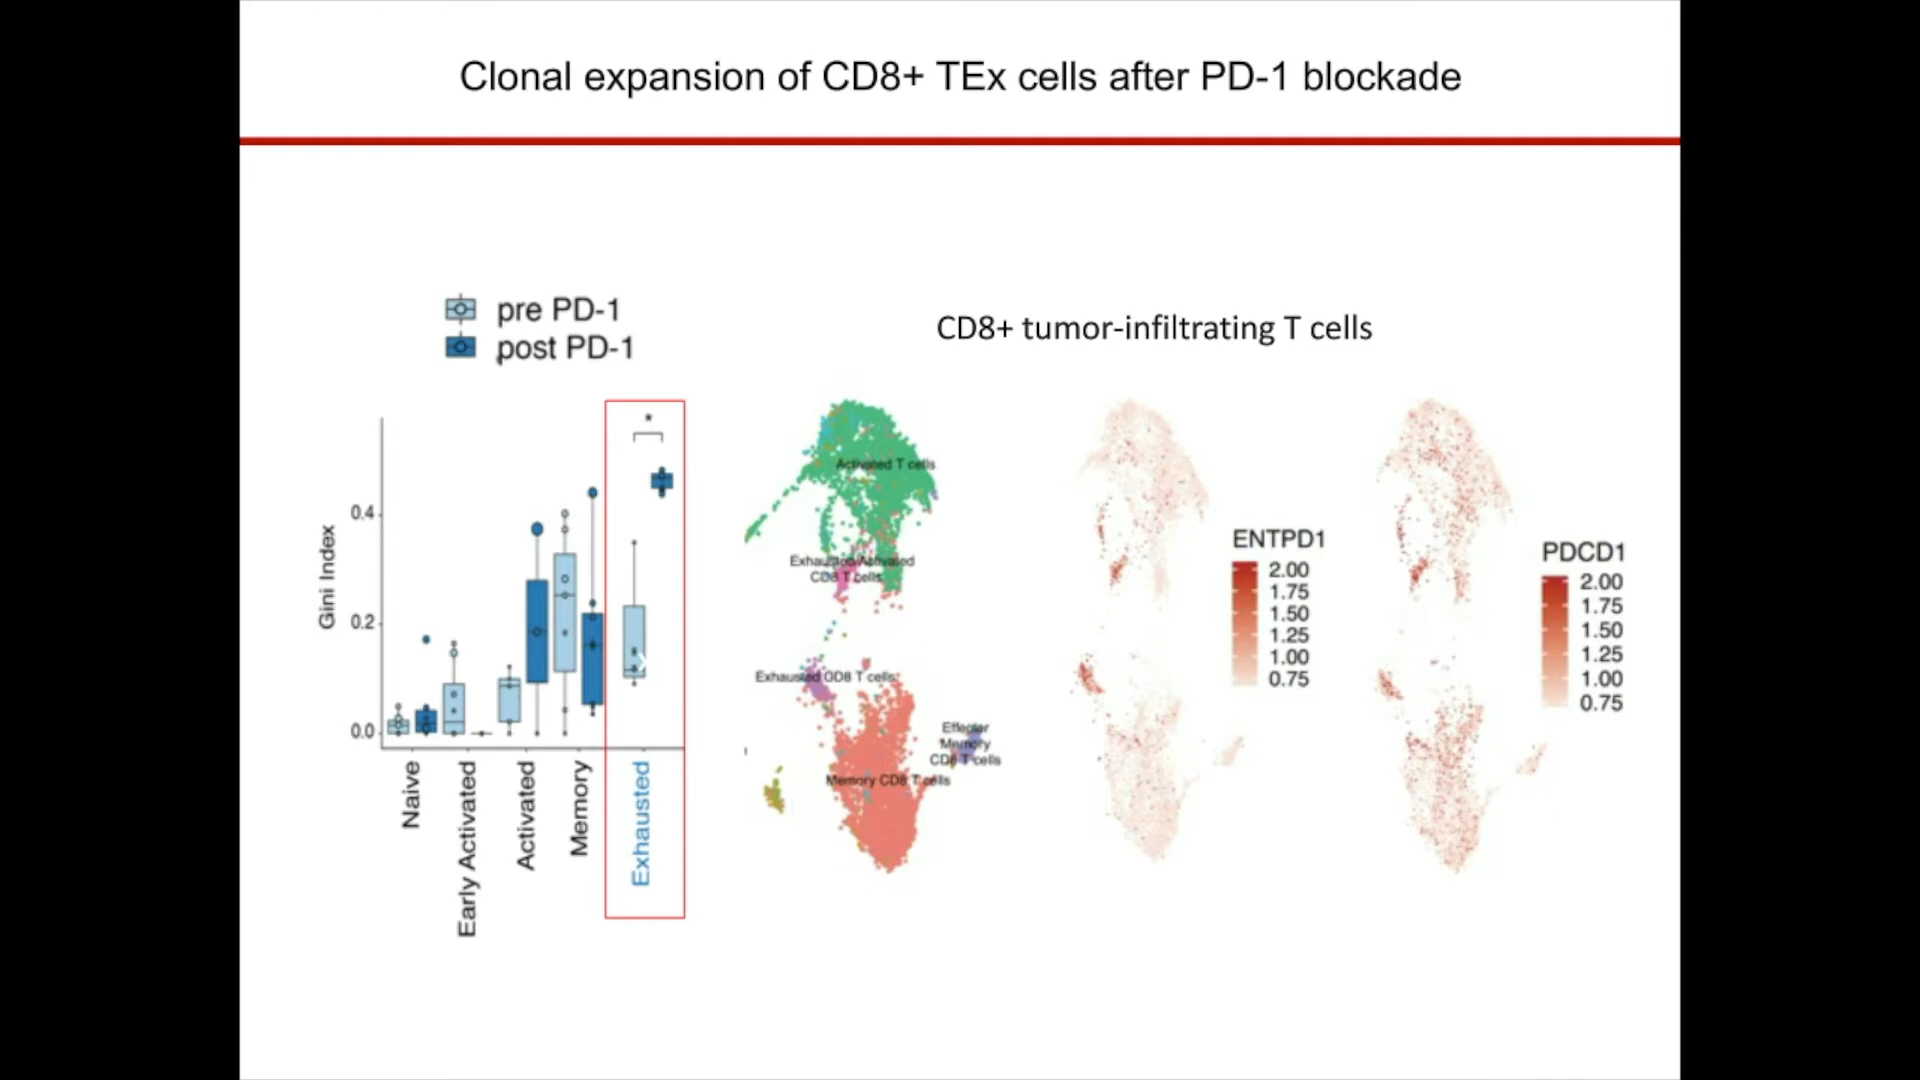 Clonal expansion of CD8+ TEx cells after PD-1 blockade
pre PD-1
post PD-1
CD8+ tumor-infiltrating T cells
*
Gini Index
0.4
0.2
0.0
Naive
Early Activated
Activated
Memory
Exhausted
Activated T cells
Exhausted/Activated
CD8 T cells
Exhausted CD8 T cells
Effector
Memory
CD8 T cells
Memory CD8 T cells
ENTPD1
2.00
1.75
1.50
1.25
1.00
0.75
PDCD1
2.00
1.75
1.50
1.25
1.00
0.75